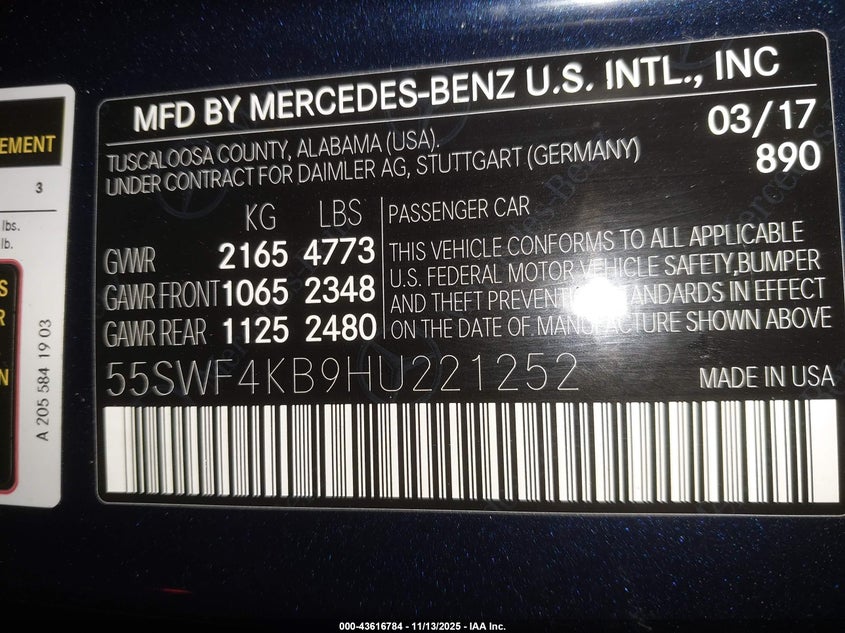 MFD BY MERCEDES-BENZ U.S. INTL., INC
03/17
TUSCALOOSA COUNTY, ALABAMA (USA).
UNDER CONTRACT FOR DAIMLER AG, STUTTGART (GERMANY)
890
KG LBS
GVWR 2165 4773
GAWR FRONT 1065 2348
GAWR REAR 1125 2480
PASSENGER CAR
THIS VEHICLE CONFORMS TO ALL APPLICABLE
U.S. FEDERAL MOTOR VEHICLE SAFETY, BUMPER
AND THEFT IN EFFECT
ON THE DATE OF MANUFACTURE SHOWN ABOVE
55SWF4KB9HU221252
MADE IN USA
EMENT
3
lbs.
lb.
S
R
N
A 205 584 19 03
000-43616784 - 11/13/2025 - IAA Inc.